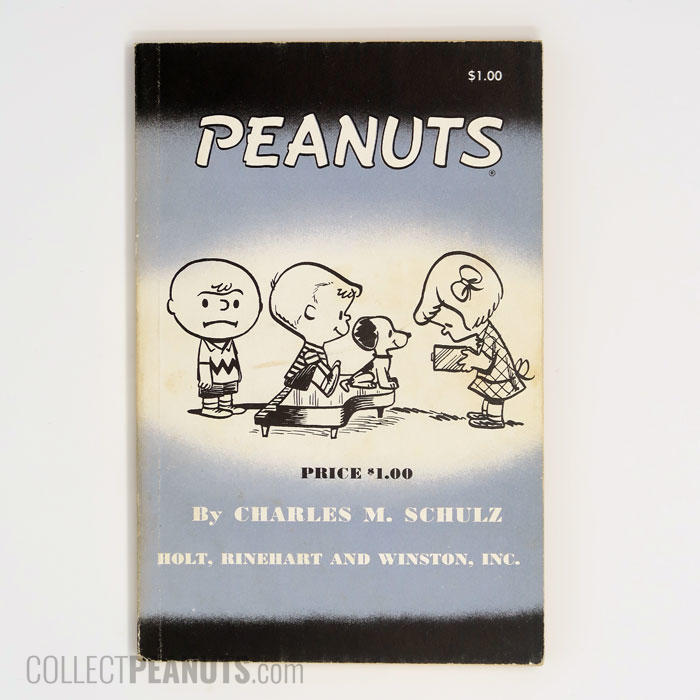 $1.00
PEANUTS®
PRICE $1.00
By CHARLES M. SCHULZ
HOLT, RINEHART AND WINSTON, INC.
COLLECTPEANUTS.com